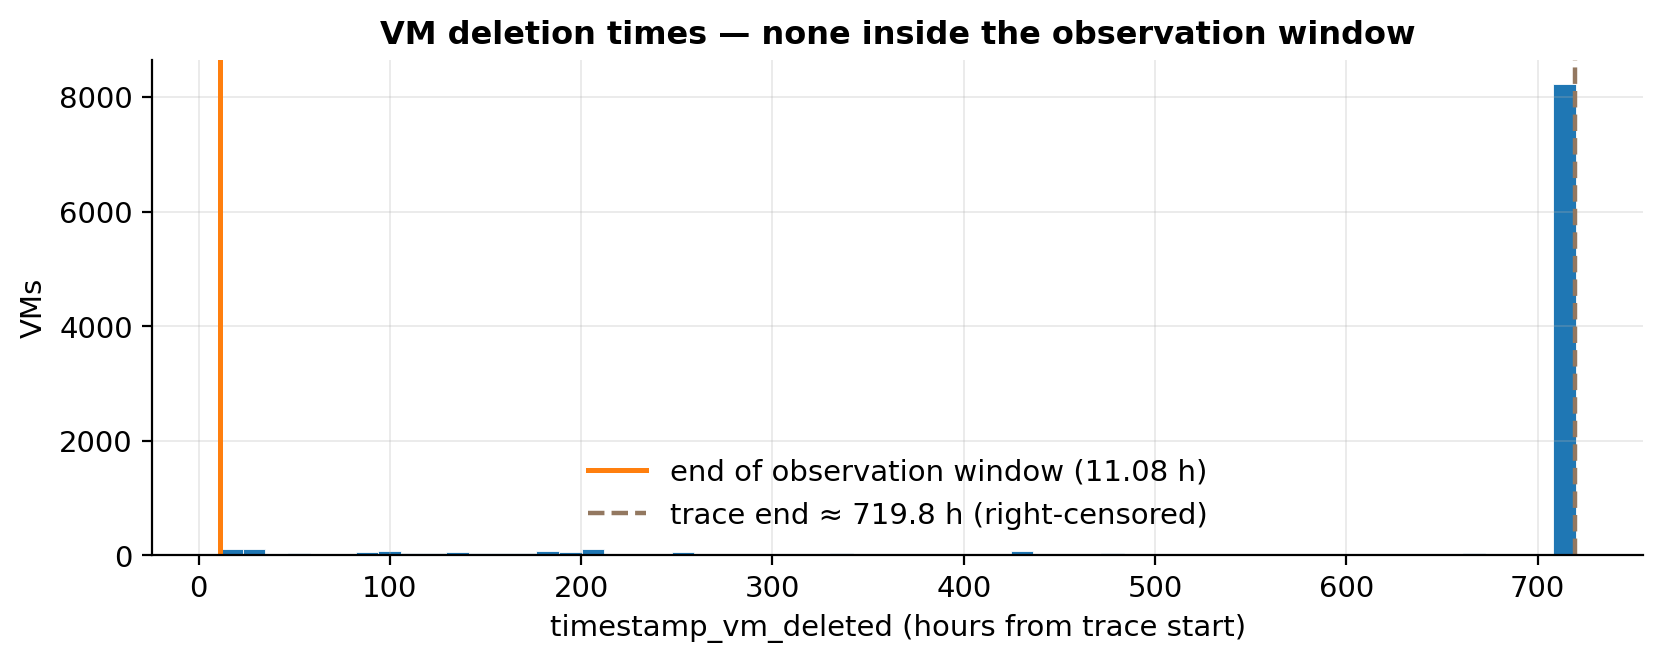 VM deletion times — none inside the observation window
8000
6000
4000
2000
0
VMs
end of observation window (11.08 h)
trace end ≈ 719.8 h (right-censored)
0 100 200 300 400 500 600 700
timestamp_vm_deleted (hours from trace start)